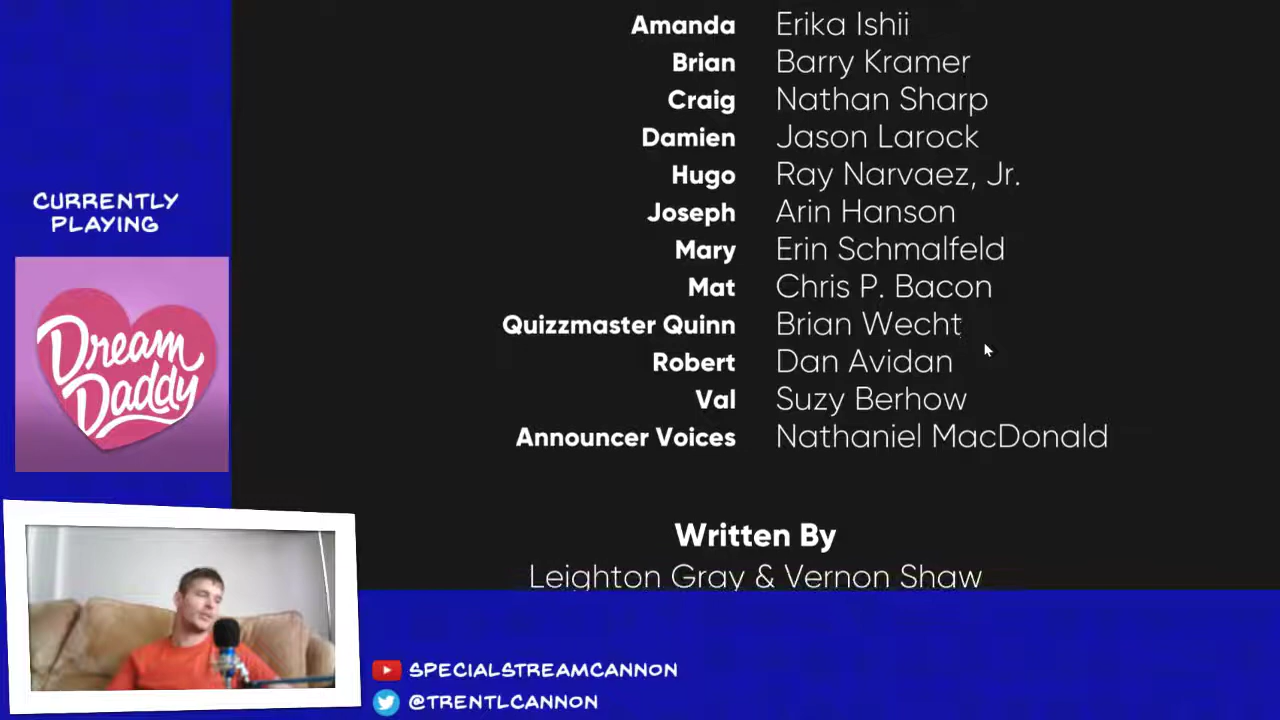 Amanda Erika Ishii
Brian Barry Kramer
Craig Nathan Sharp
Damien Jason Larock
Hugo Ray Narvaez, Jr.
Joseph Arin Hanson
Mary Erin Schmalfeld
Mat Chris P. Bacon
Quizzmaster Quinn Brian Wecht
Robert Dan Avidan
Val Suzy Berhow
Announcer Voices Nathaniel MacDonald
Written By
Leighton Gray & Vernon Shaw
CURRENTLY
PLAYING
Dream
Daddy
SPECIALSTREAMCANNON
@TRENTLCANNON